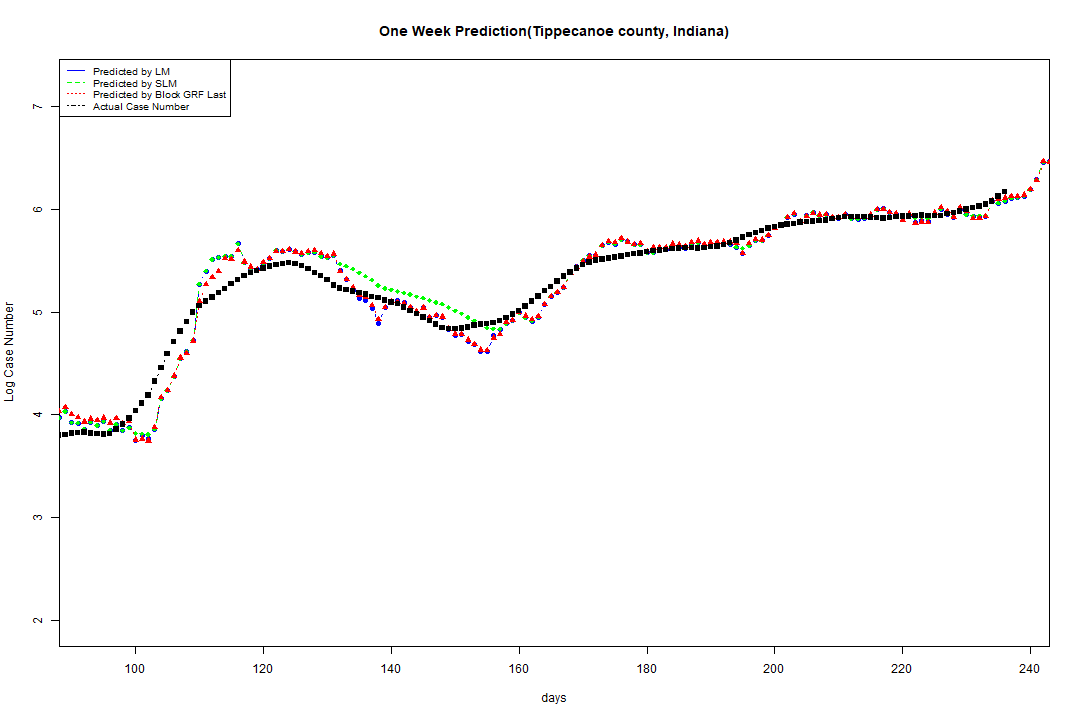 One Week Prediction(Tippecanoe county, Indiana)
Predicted by LM
Predicted by SLM
Predicted by Block GRF Last
Actual Case Number
7
6
5
4
3
2
Log Case Number
100 120 140 160 180 200 220 240
days